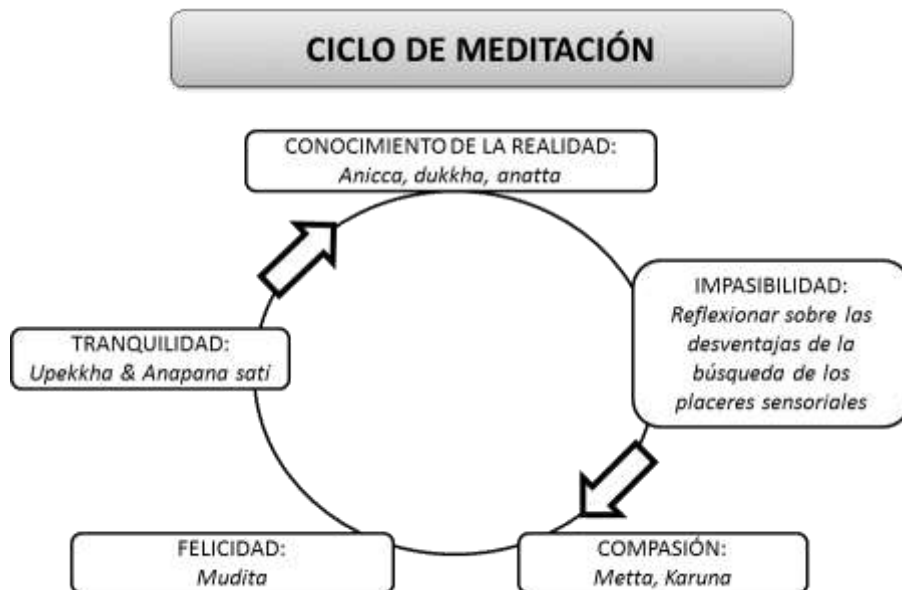 CICLO DE MEDITACIÓN
CONOCIMIENTO DE LA REALIDAD:
Anicca, dukkha, anatta
IMPASIBILIDAD:
Reflexionar sobre las
desventajas de la
búsqueda de los
placeres sensoriales
TRANQUILIDAD:
Upekkha & Anapana sati
FELICIDAD:
Mudita
COMPASIÓN:
Metta, Karuna